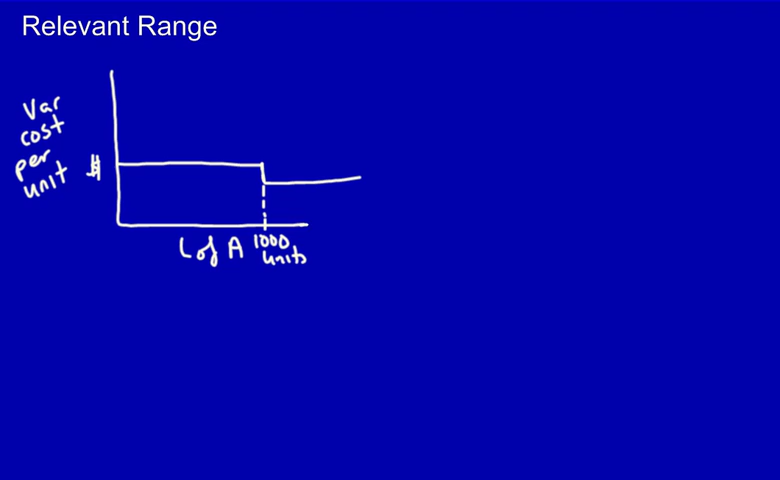 Relevant Range
Var
cost
per
unit
$
L of A
1000
units